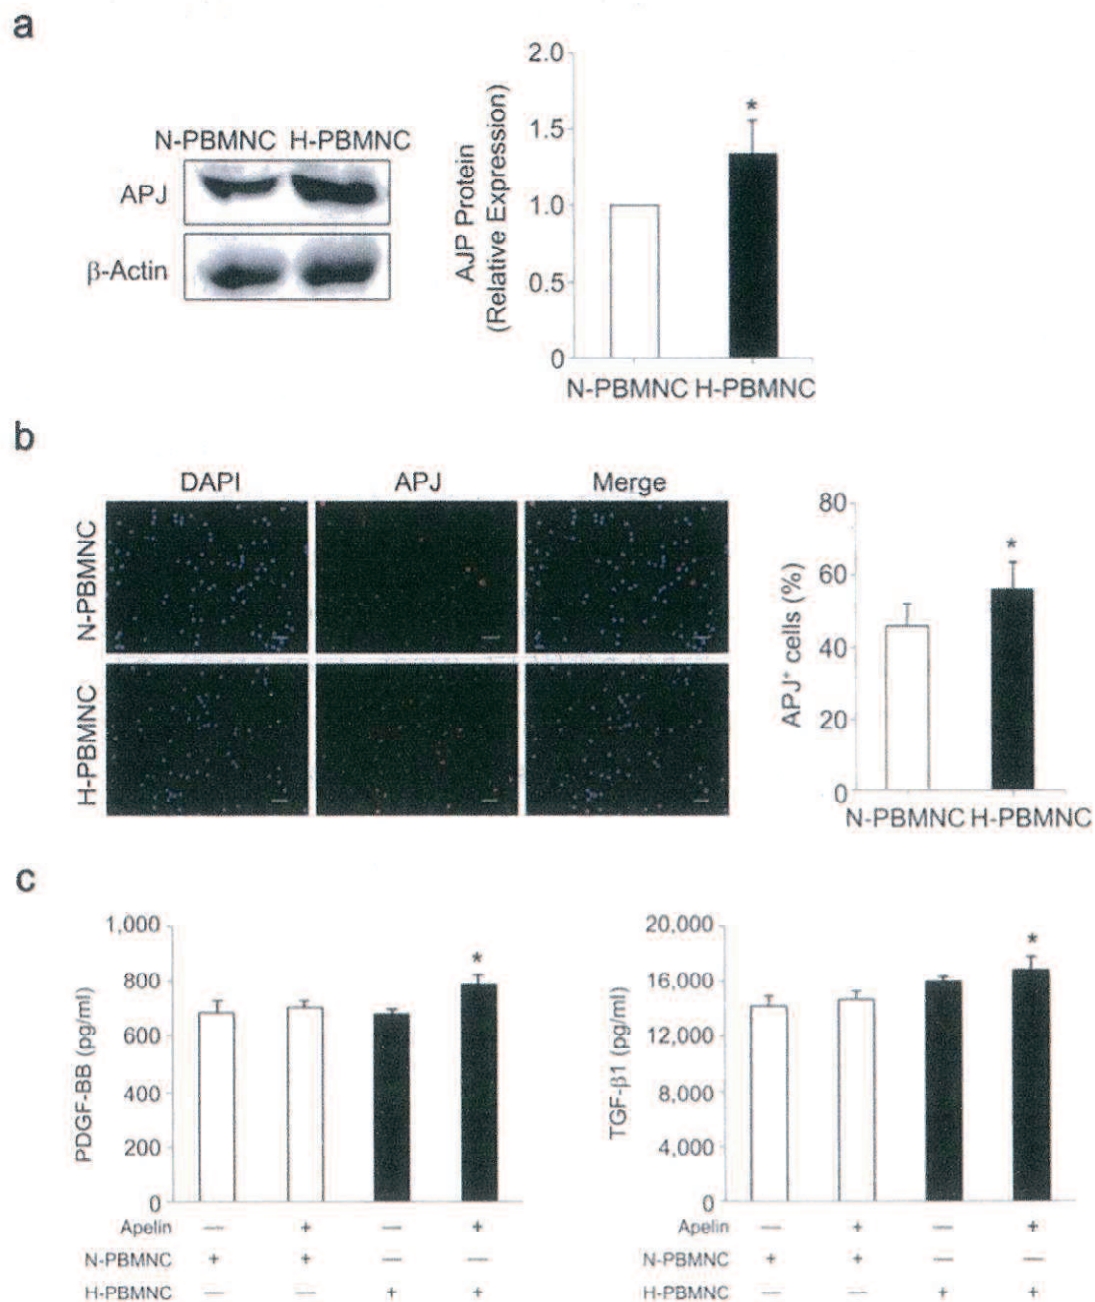 a
N-PBMNC H-PBMNC
APJ
β-Actin
AJP Protein
(Relative Expression)
2.0
1.5
1.0
0.5
0
*
N-PBMNC H-PBMNC
b
DAPI APJ Merge
N-PBMNC
H-PBMNC
APJ+ cells (%)
80
60
40
20
0
*
N-PBMNC H-PBMNC
c
PDGF-BB (pg/ml)
1,000
800
600
400
200
0
*
Apelin — + — +
N-PBMNC + + — —
H-PBMNC — — + +
TGF-β1 (pg/ml)
20,000
16,000
12,000
8,000
4,000
0
*
Apelin — + — +
N-PBMNC + + — —
H-PBMNC — — + +